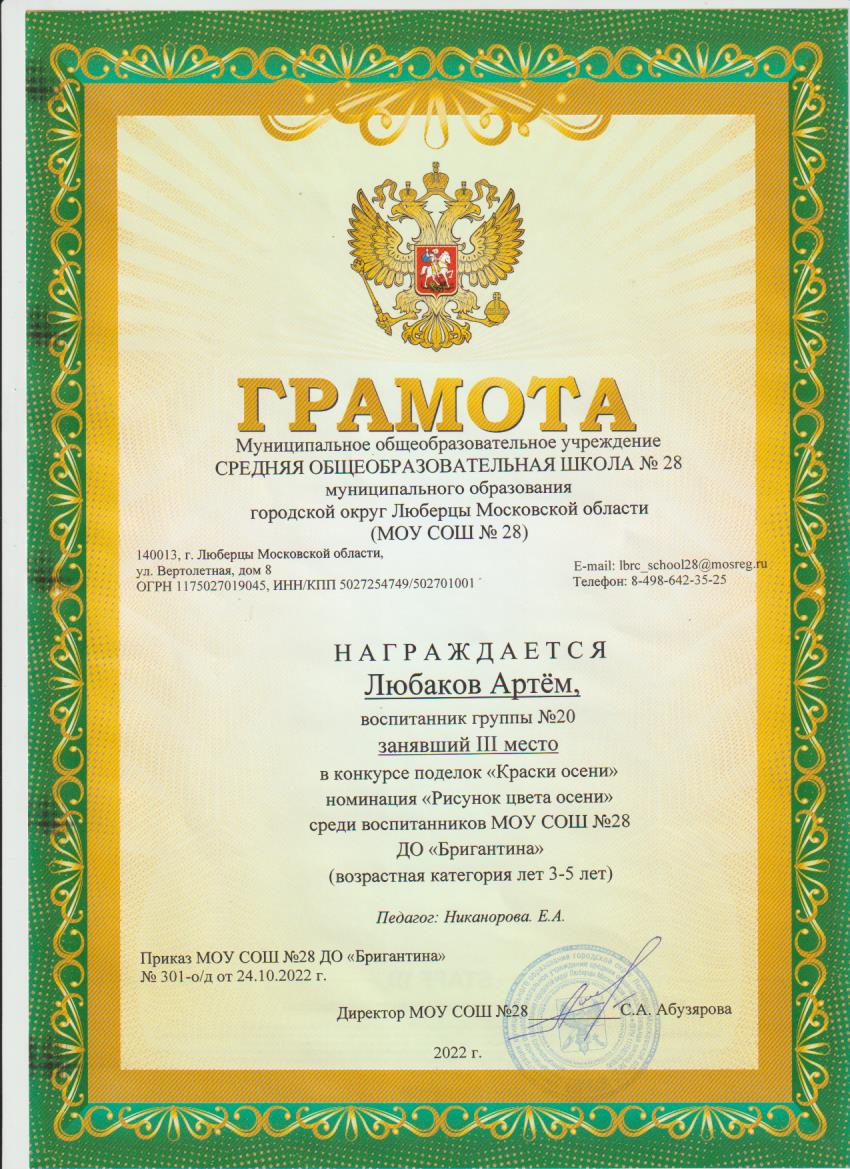 ГРАМОТА
Муниципальное общеобразовательное учреждение
СРЕДНЯЯ ОБЩЕОБРАЗОВАТЕЛЬНАЯ ШКОЛА № 28
муниципального образования
городской округ Люберцы Московской области
(МОУ СОШ № 28)
140013, г. Люберцы Московской области,
ул. Вертолетная, дом 8
ОГРН 1175027019045, ИНН/КПП 5027254749/502701001
E-mail: lbrc_school28@mosreg.ru
Телефон: 8-498-642-35-25
НАГРАЖДАЕТСЯ
Любаков Артём,
воспитанник группы №20
занявший III место
в конкурсе поделок «Краски осени»
номинация «Рисунок цвета осени»
среди воспитанников МОУ СОШ №28
ДО «Бригантина»
(возрастная категория лет 3-5 лет)
Педагог: Никанорова. Е.А.
Приказ МОУ СОШ №28 ДО «Бригантина»
№ 301-о/д от 24.10.2022 г.
Директор МОУ СОШ №28__________С.А. Абузярова
2022 г.